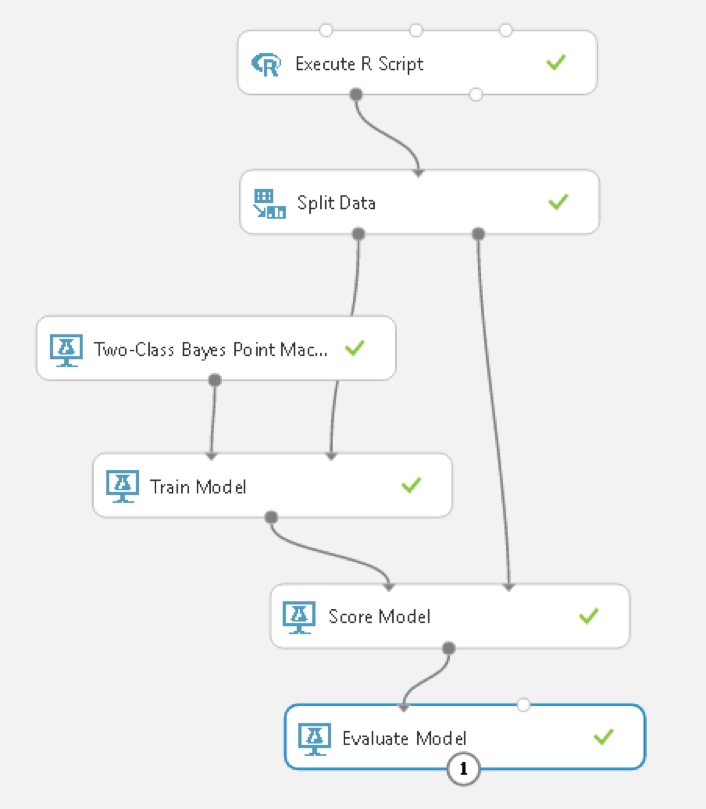 Execute R Script
Split Data
Two-Class Bayes Point Mac...
Train Model
Score Model
Evaluate Model
1